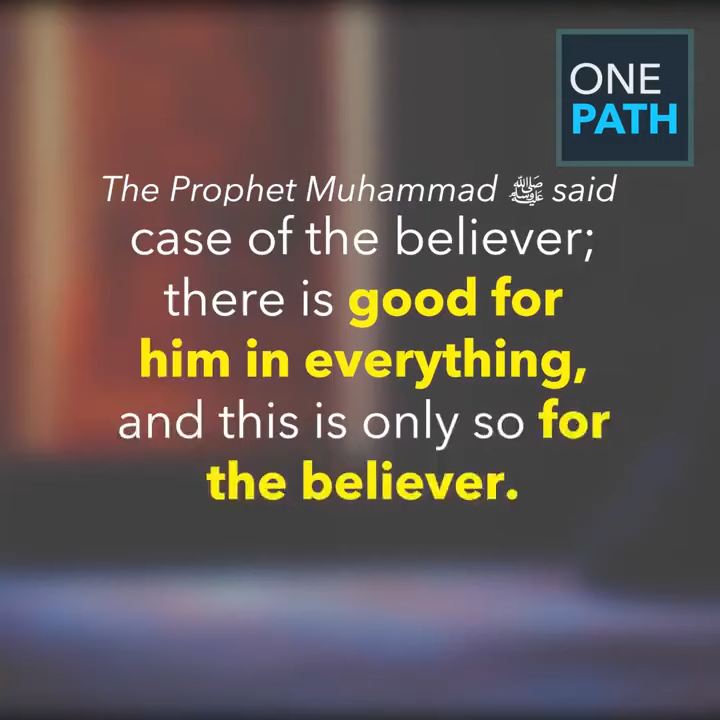 ONE
PATH
The Prophet Muhammad ﷺ said
case of the believer;
there is good for
him in everything,
and this is only so for
the believer.